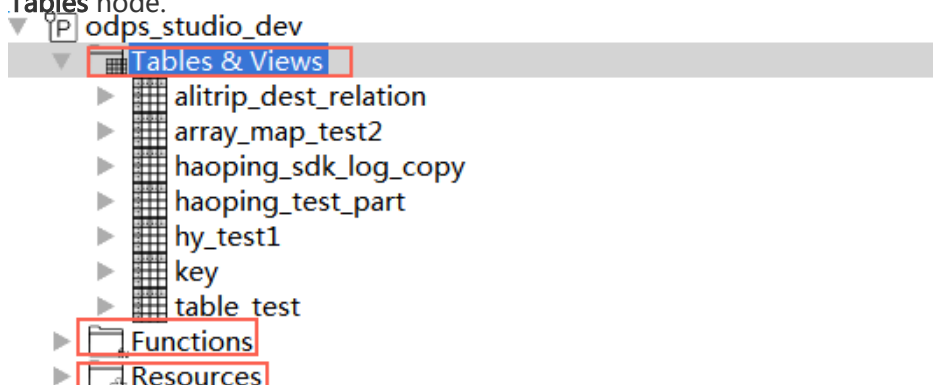 Tables node.
odps_studio_dev
Tables & Views
alitrip_dest_relation
array_map_test2
haoping_sdk_log_copy
haoping_test_part
hy_test1
key
table_test
Functions
Resources